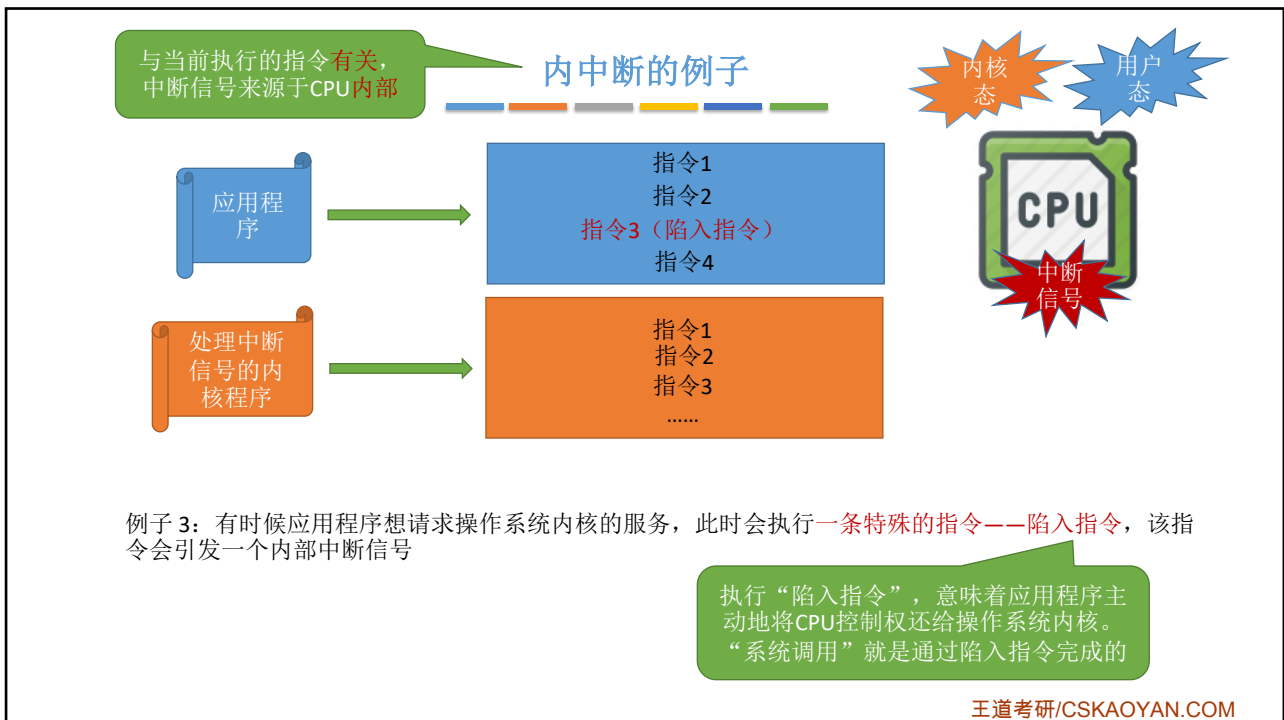 与当前执行的指令有关，
中断信号来源于CPU内部
内中断的例子
内核
态
用户
态
应用程
序
指令1
指令2
指令3（陷入指令）
指令4
CPU
中断
信号
处理中断
信号的内
核程序
指令1
指令2
指令3
……
例子 3：有时候应用程序想请求操作系统内核的服务，此时会执行一条特殊的指令——陷入指令，该指
令会引发一个内部中断信号
执行“陷入指令”，意味着应用程序主
动地将CPU控制权还给操作系统内核。
“系统调用”就是通过陷入指令完成的
王道考研/CSKAOYAN.COM